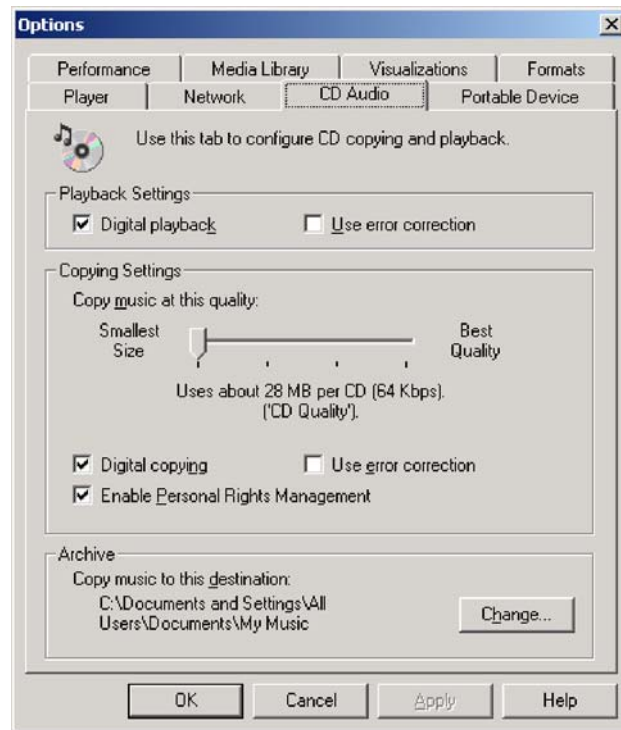 Options
Performance Media Library Visualizations Formats
Player Network CD Audio Portable Device
Use this tab to configure CD copying and playback.
Playback Settings
Digital playback Use error correction
Copying Settings
Copy music at this quality:
Smallest Size Best Quality
Uses about 28 MB per CD (64 Kbps).
('CD Quality').
Digital copying Use error correction
Enable Personal Rights Management
Archive
Copy music to this destination:
C:\Documents and Settings\All
Users\Documents\My Music
Change...
OK Cancel Apply Help